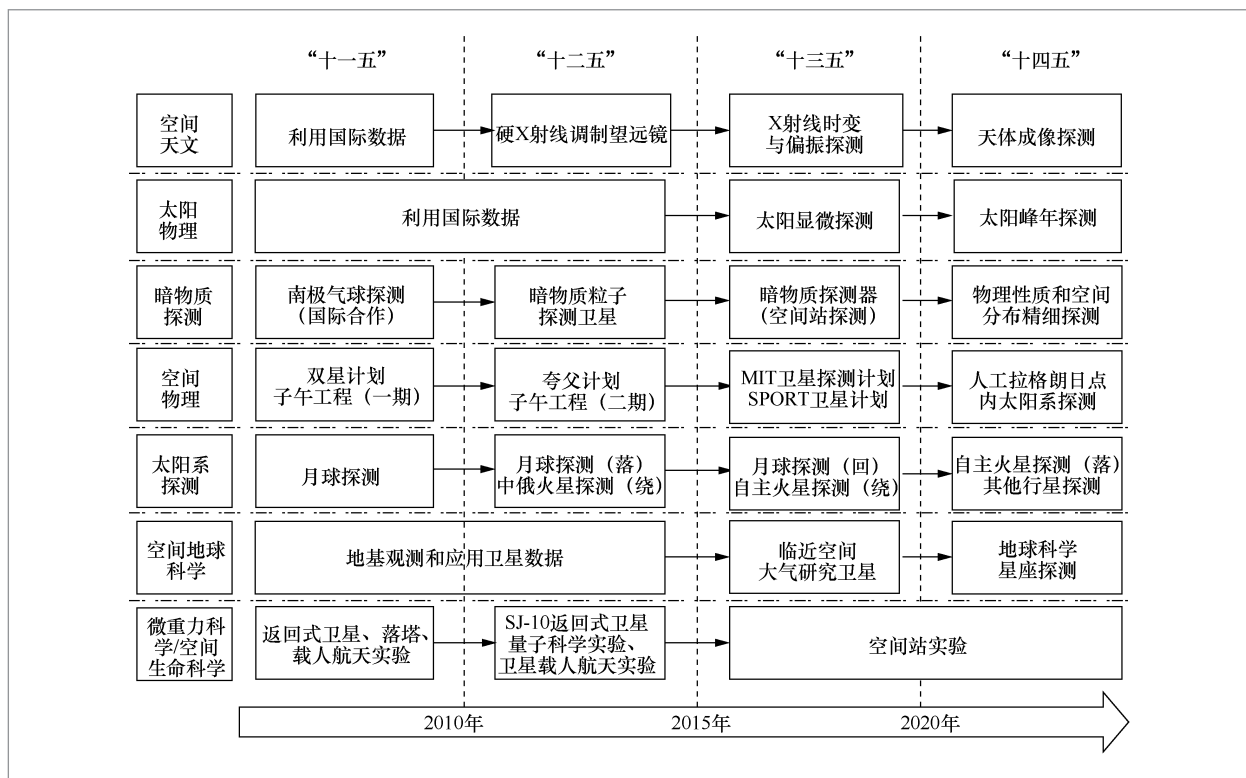 “十一五”
“十二五”
“十三五”
“十四五”
空间
天文
利用国际数据
硬X射线调制望远镜
X射线时变
与偏振探测
天体成像探测
太阳
物理
利用国际数据
太阳显微探测
太阳峰年探测
暗物质
探测
南极气球探测
（国际合作）
暗物质粒子
探测卫星
暗物质探测器
(空间站探测）
物理性质和空间
分布精细探测
空间
物理
双星计划
子午工程（一期）
夸父计划
子午工程（二期）
MIT卫星探测计划
SPORT卫星计划
人工拉格朗日点
内太阳系探测
太阳系
探测
月球探测
月球探测（落）
中俄火星探测（绕）
月球探测（回）
自主火星探测（绕）
自主火星探测（落）
其他行星探测
空间地球
科学
地基观测和应用卫星数据
临近空间
大气研究卫星
地球科学
星座探测
微重力科
学/空间
生命科学
返回式卫星、落塔、
载人航天实验
SJ-10返回式卫星
量子科学实验、
卫星载人航天实验
空间站实验
2010年
2015年
2020年